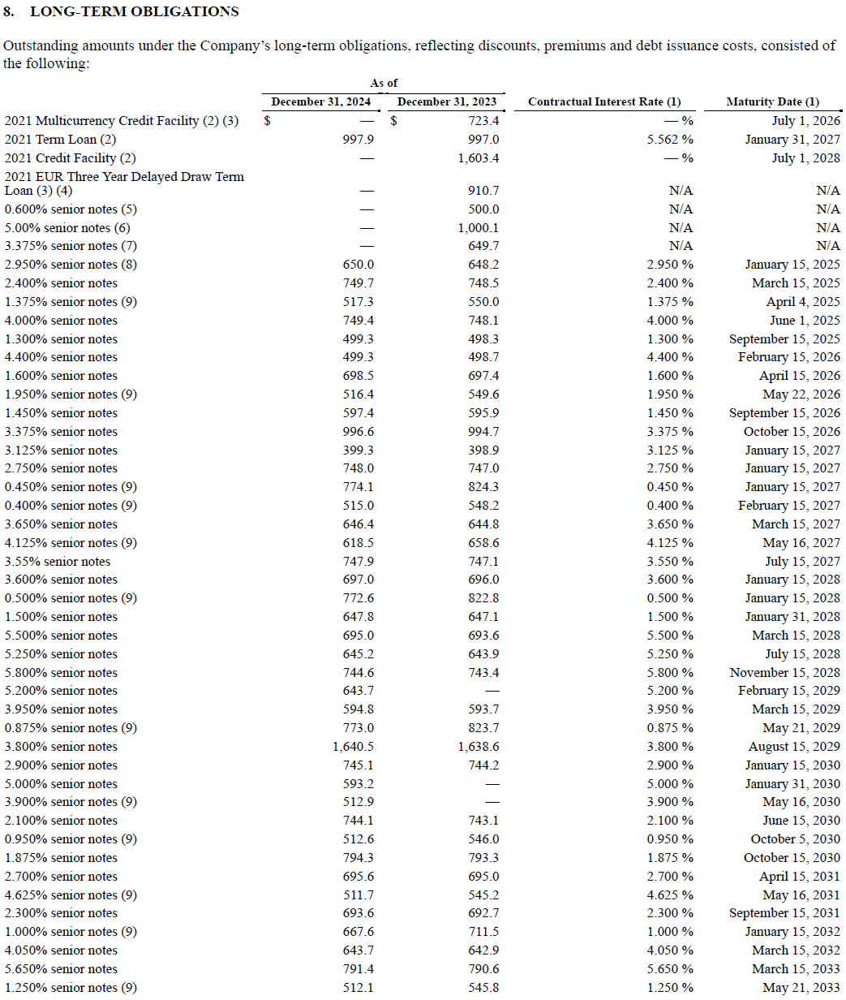 8. LONG-TERM OBLIGATIONS
Outstanding amounts under the Company’s long-term obligations, reflecting discounts, premiums and debt issuance costs, consisted of
the following:
As of
December 31, 2024 December 31, 2023 Contractual Interest Rate (1) Maturity Date (1)
2021 Multicurrency Credit Facility (2) (3) $ — $ 723.4 — % July 1, 2026
2021 Term Loan (2) 997.9 997.0 5.562 % January 31, 2027
2021 Credit Facility (2) — 1,603.4 — % July 1, 2028
2021 EUR Three Year Delayed Draw Term
Loan (3) (4) — 910.7 N/A N/A
0.600% senior notes (5) — 500.0 N/A N/A
5.00% senior notes (6) — 1,000.1 N/A N/A
3.375% senior notes (7) — 649.7 N/A N/A
2.950% senior notes (8) 650.0 648.2 2.950 % January 15, 2025
2.400% senior notes 749.7 748.5 2.400 % March 15, 2025
1.375% senior notes (9) 517.3 550.0 1.375 % April 4, 2025
4.000% senior notes 749.4 748.1 4.000 % June 1, 2025
1.300% senior notes 499.3 498.3 1.300 % September 15, 2025
4.400% senior notes 499.3 498.7 4.400 % February 15, 2026
1.600% senior notes 698.5 697.4 1.600 % April 15, 2026
1.950% senior notes (9) 516.4 549.6 1.950 % May 22, 2026
1.450% senior notes 597.4 595.9 1.450 % September 15, 2026
3.375% senior notes 996.6 994.7 3.375 % October 15, 2026
3.125% senior notes 399.3 398.9 3.125 % January 15, 2027
2.750% senior notes 748.0 747.0 2.750 % January 15, 2027
0.450% senior notes (9) 774.1 824.3 0.450 % January 15, 2027
0.400% senior notes (9) 515.0 548.2 0.400 % February 15, 2027
3.650% senior notes 646.4 644.8 3.650 % March 15, 2027
4.125% senior notes (9) 618.5 658.6 4.125 % May 16, 2027
3.55% senior notes 747.9 747.1 3.550 % July 15, 2027
3.600% senior notes 697.0 696.0 3.600 % January 15, 2028
0.500% senior notes (9) 772.6 822.8 0.500 % January 15, 2028
1.500% senior notes 647.8 647.1 1.500 % January 31, 2028
5.500% senior notes 695.0 693.6 5.500 % March 15, 2028
5.250% senior notes 645.2 643.9 5.250 % July 15, 2028
5.800% senior notes 744.6 743.4 5.800 % November 15, 2028
5.200% senior notes 643.7 — 5.200 % February 15, 2029
3.950% senior notes 594.8 593.7 3.950 % March 15, 2029
0.875% senior notes (9) 773.0 823.7 0.875 % May 21, 2029
3.800% senior notes 1,640.5 1,638.6 3.800 % August 15, 2029
2.900% senior notes 745.1 744.2 2.900 % January 15, 2030
5.000% senior notes 593.2 — 5.000 % January 31, 2030
3.900% senior notes (9) 512.9 — 3.900 % May 16, 2030
2.100% senior notes 744.1 743.1 2.100 % June 15, 2030
0.950% senior notes (9) 512.6 546.0 0.950 % October 5, 2030
1.875% senior notes 794.3 793.3 1.875 % October 15, 2030
2.700% senior notes 695.6 695.0 2.700 % April 15, 2031
4.625% senior notes (9) 511.7 545.2 4.625 % May 16, 2031
2.300% senior notes 693.6 692.7 2.300 % September 15, 2031
1.000% senior notes (9) 667.6 711.5 1.000 % January 15, 2032
4.050% senior notes 643.7 642.9 4.050 % March 15, 2032
5.650% senior notes 791.4 790.6 5.650 % March 15, 2033
1.250% senior notes (9) 512.1 545.8 1.250 % May 21, 2033